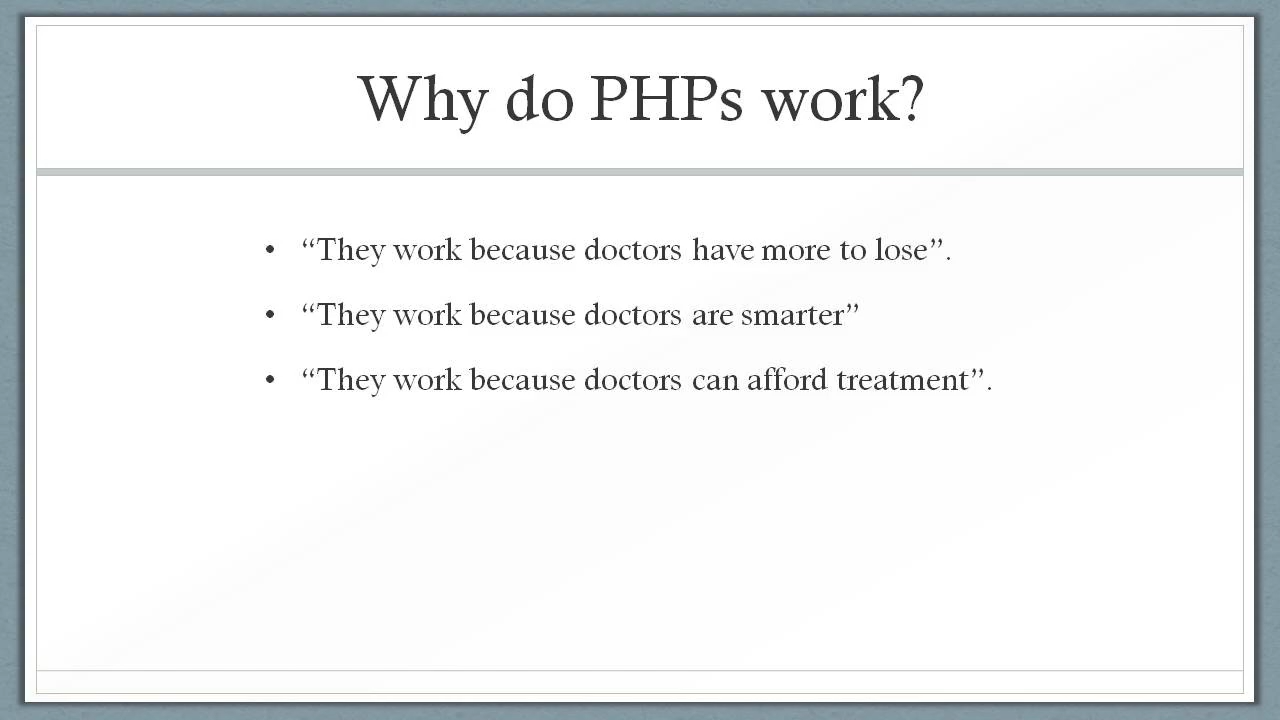 Why do PHPs work?
• “They work because doctors have more to lose”.
• “They work because doctors are smarter”
• “They work because doctors can afford treatment”.